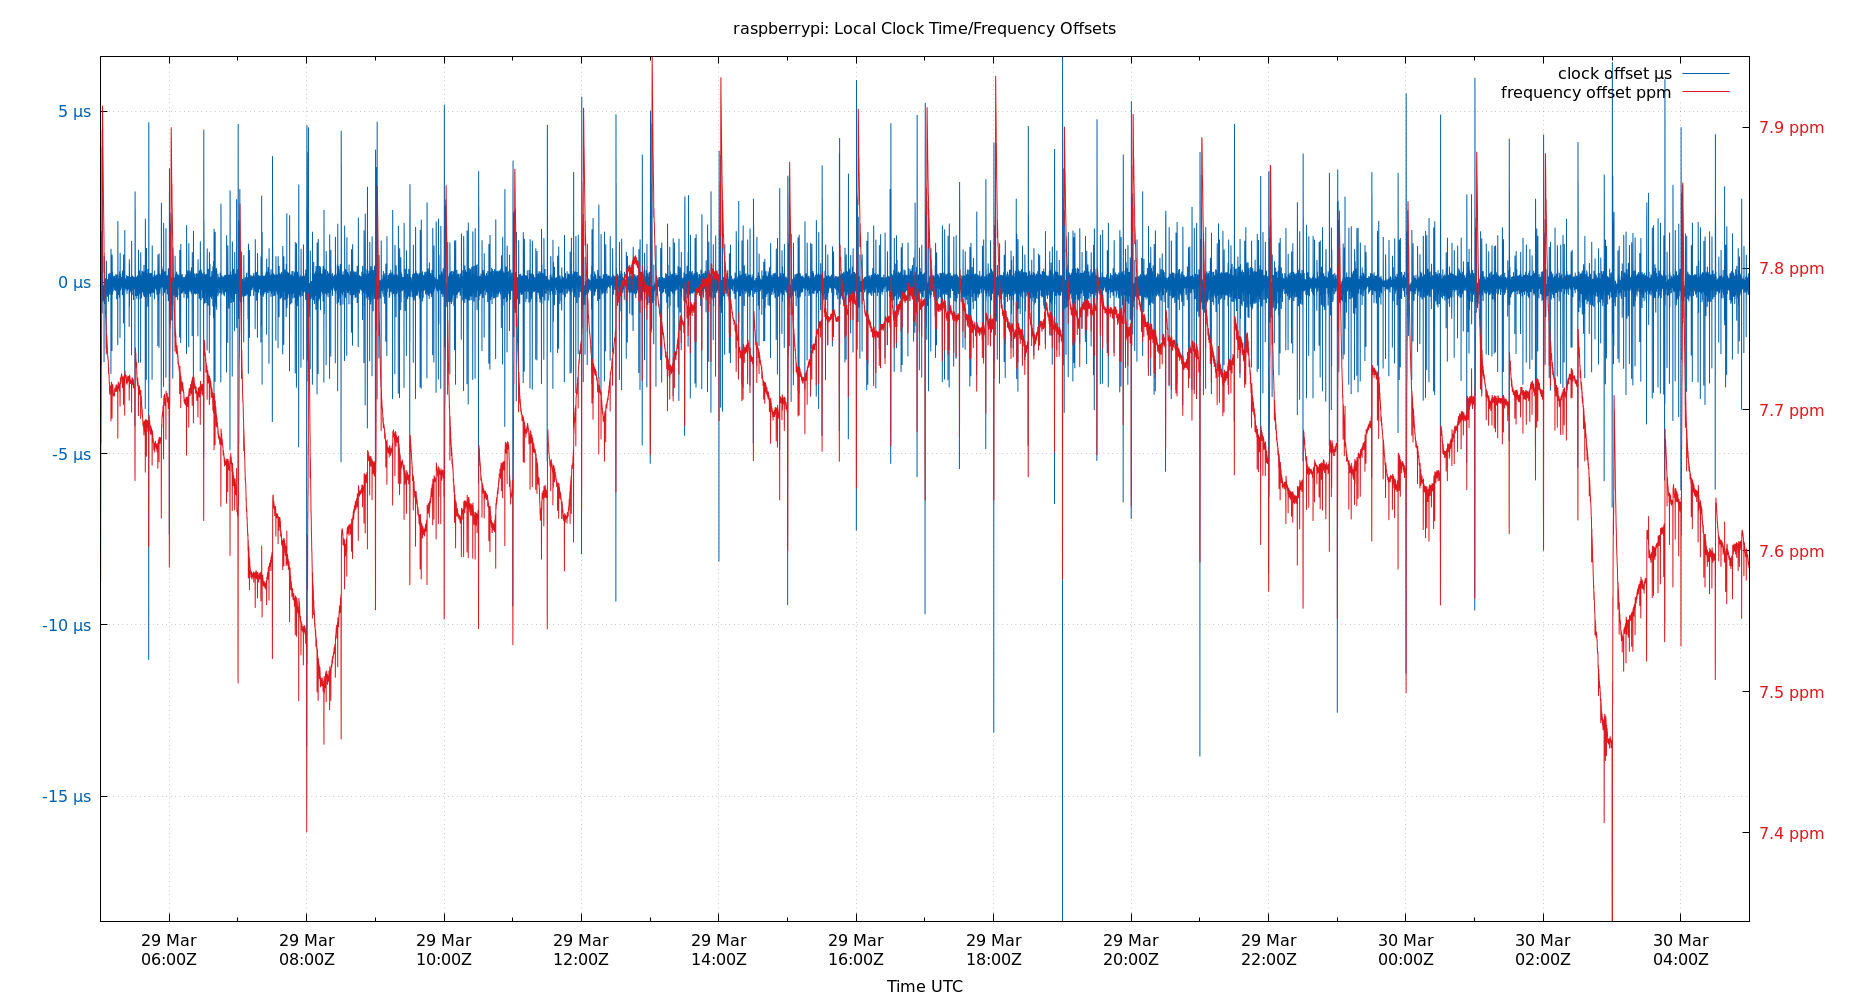 raspberrypi: Local Clock Time/Frequency Offsets
clock offset µs
frequency offset ppm
5 µs
0 µs
-5 µs
-10 µs
-15 µs
7.9 ppm
7.8 ppm
7.7 ppm
7.6 ppm
7.5 ppm
7.4 ppm
29 Mar 29 Mar 29 Mar 29 Mar 29 Mar 29 Mar 29 Mar 29 Mar 29 Mar 30 Mar 30 Mar 30 Mar
06:00Z 08:00Z 10:00Z 12:00Z 14:00Z 16:00Z 18:00Z 20:00Z 22:00Z 00:00Z 02:00Z 04:00Z
Time UTC